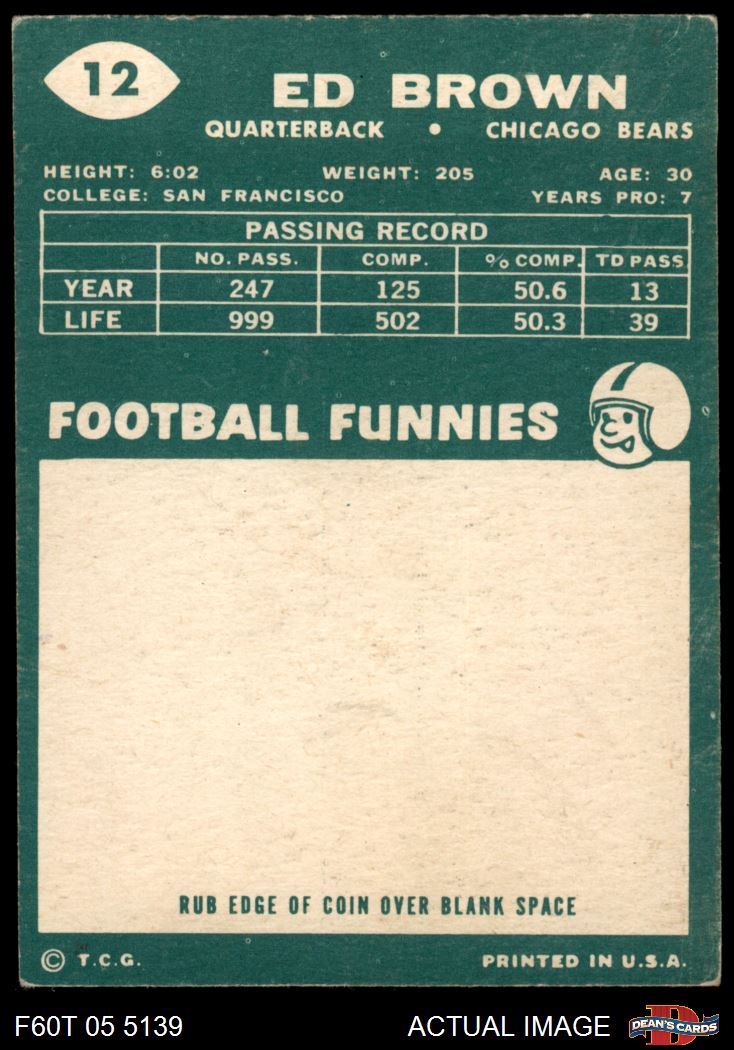 12
ED BROWN
QUARTERBACK • CHICAGO BEARS
HEIGHT: 6:02 WEIGHT: 205 AGE: 30
COLLEGE: SAN FRANCISCO YEARS PRO: 7
PASSING RECORD
NO. PASS. COMP. % COMP. TD PASS
YEAR 247 125 50.6 13
LIFE 999 502 50.3 39
FOOTBALL FUNNIES
RUB EDGE OF COIN OVER BLANK SPACE
© T.C.G. PRINTED IN U.S.A.
F60T 05 5139 ACTUAL IMAGE D DEAN'S CARDS